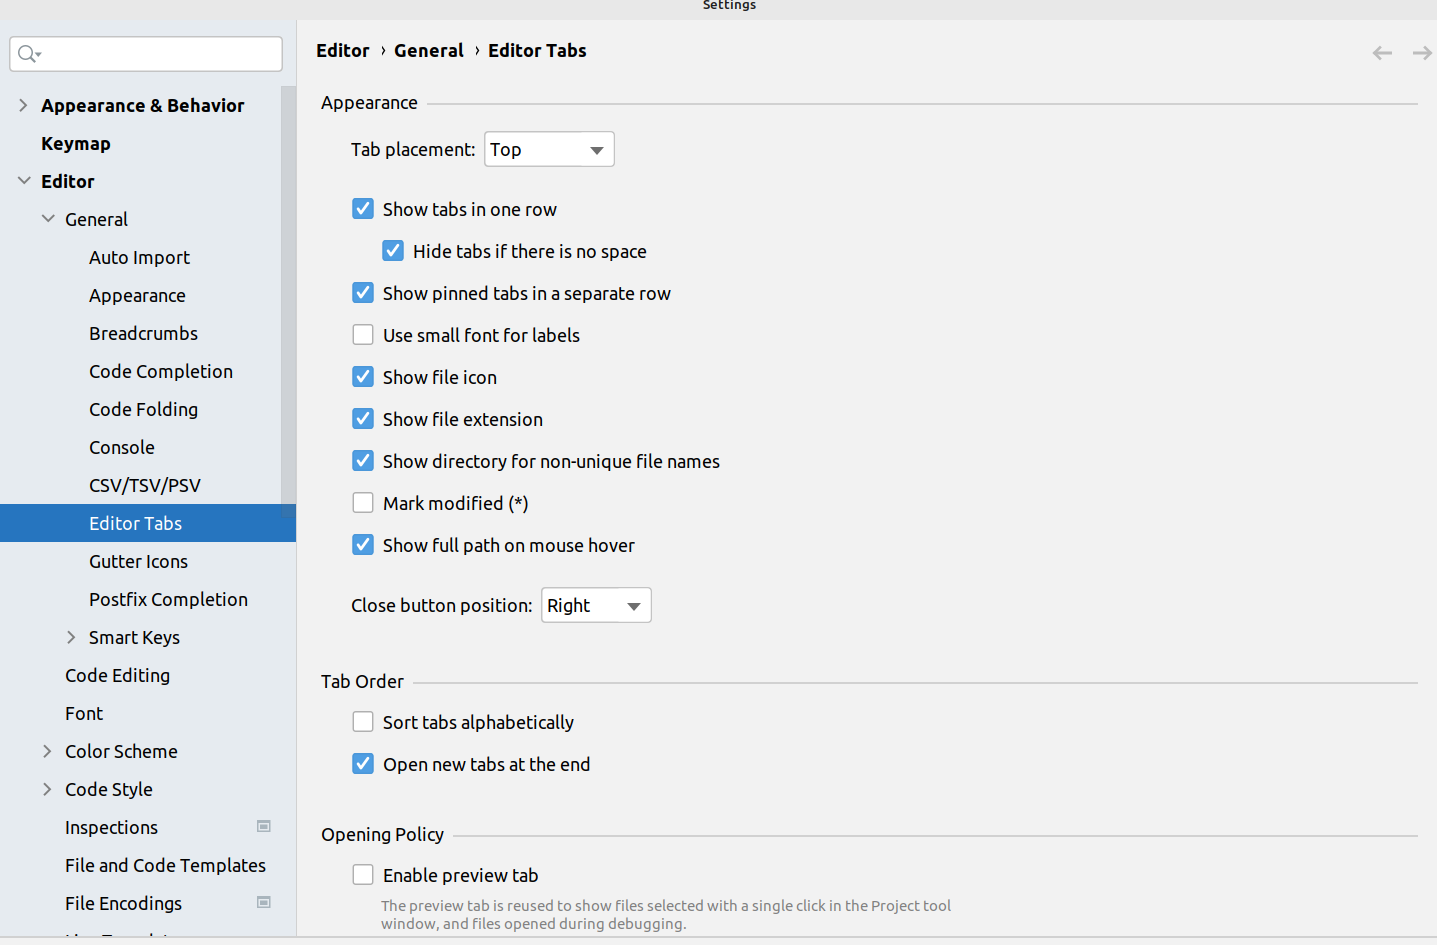 Settings
Appearance & Behavior
Keymap
Editor
General
Auto Import
Appearance
Breadcrumbs
Code Completion
Code Folding
Console
CSV/TSV/PSV
Editor Tabs
Gutter Icons
Postfix Completion
Smart Keys
Code Editing
Font
Color Scheme
Code Style
Inspections
File and Code Templates
File Encodings
Editor › General › Editor Tabs
Appearance
Tab placement: Top
Show tabs in one row
Hide tabs if there is no space
Show pinned tabs in a separate row
Use small font for labels
Show file icon
Show file extension
Show directory for non-unique file names
Mark modified (*)
Show full path on mouse hover
Close button position: Right
Tab Order
Sort tabs alphabetically
Open new tabs at the end
Opening Policy
Enable preview tab
The preview tab is reused to show files selected with a single click in the Project tool
window, and files opened during debugging.